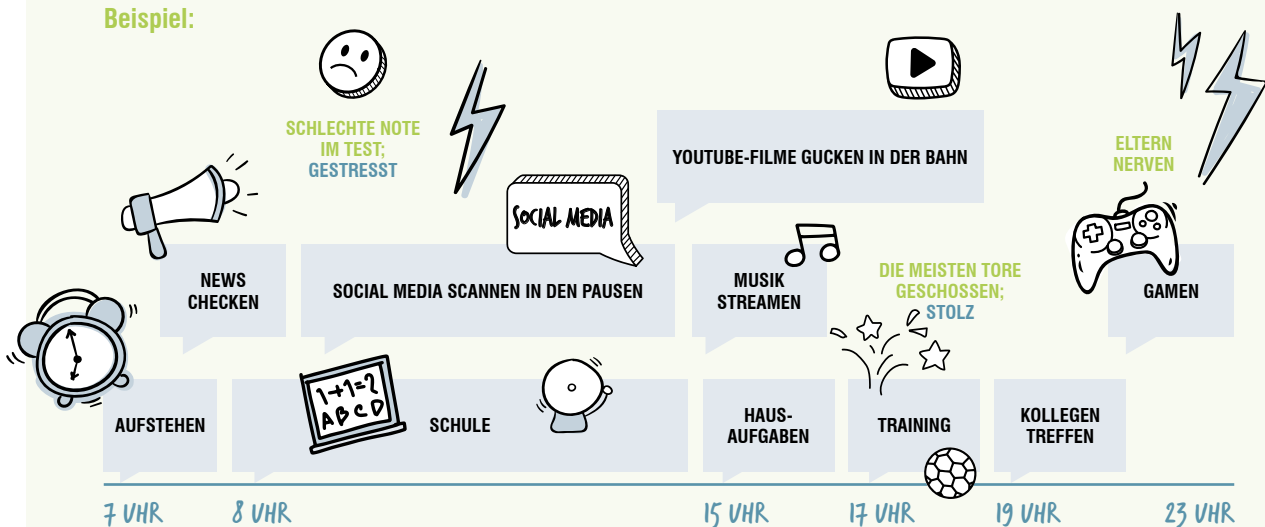 Beispiel:
SCHLECHTE NOTE
IM TEST;
GESTRESST
YOUTUBE-FILME GUCKEN IN DER BAHN
ELTERN
NERVEN
SOCIAL MEDIA
NEWS
CHECKEN
SOCIAL MEDIA SCANNEN IN DEN PAUSEN
MUSIK
STREAMEN
DIE MEISTEN TORE
GESCHOSSEN;
STOLZ
GAMEN
AUFSTEHEN
1+1=?
ABCD
SCHULE
HAUS-
AUFGABEN
TRAINING
KOLLEGEN
TREFFEN
7 UHR
8 UHR
15 UHR
17 UHR
19 UHR
23 UHR